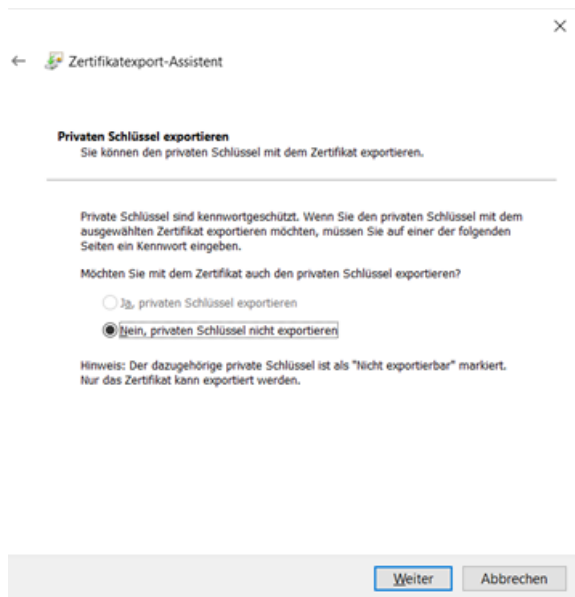 Zertifikatexport-Assistent
Privaten Schlüssel exportieren
Sie können den privaten Schlüssel mit dem Zertifikat exportieren.
Private Schlüssel sind kennwortgeschützt. Wenn Sie den privaten Schlüssel mit dem
ausgewählten Zertifikat exportieren möchten, müssen Sie auf einer der folgenden
Seiten ein Kennwort eingeben.
Möchten Sie mit dem Zertifikat auch den privaten Schlüssel exportieren?
Ja, privaten Schlüssel exportieren
Nein, privaten Schlüssel nicht exportieren
Hinweis: Der dazugehörige private Schlüssel ist als "Nicht exportierbar" markiert.
Nur das Zertifikat kann exportiert werden.
Weiter Abbrechen